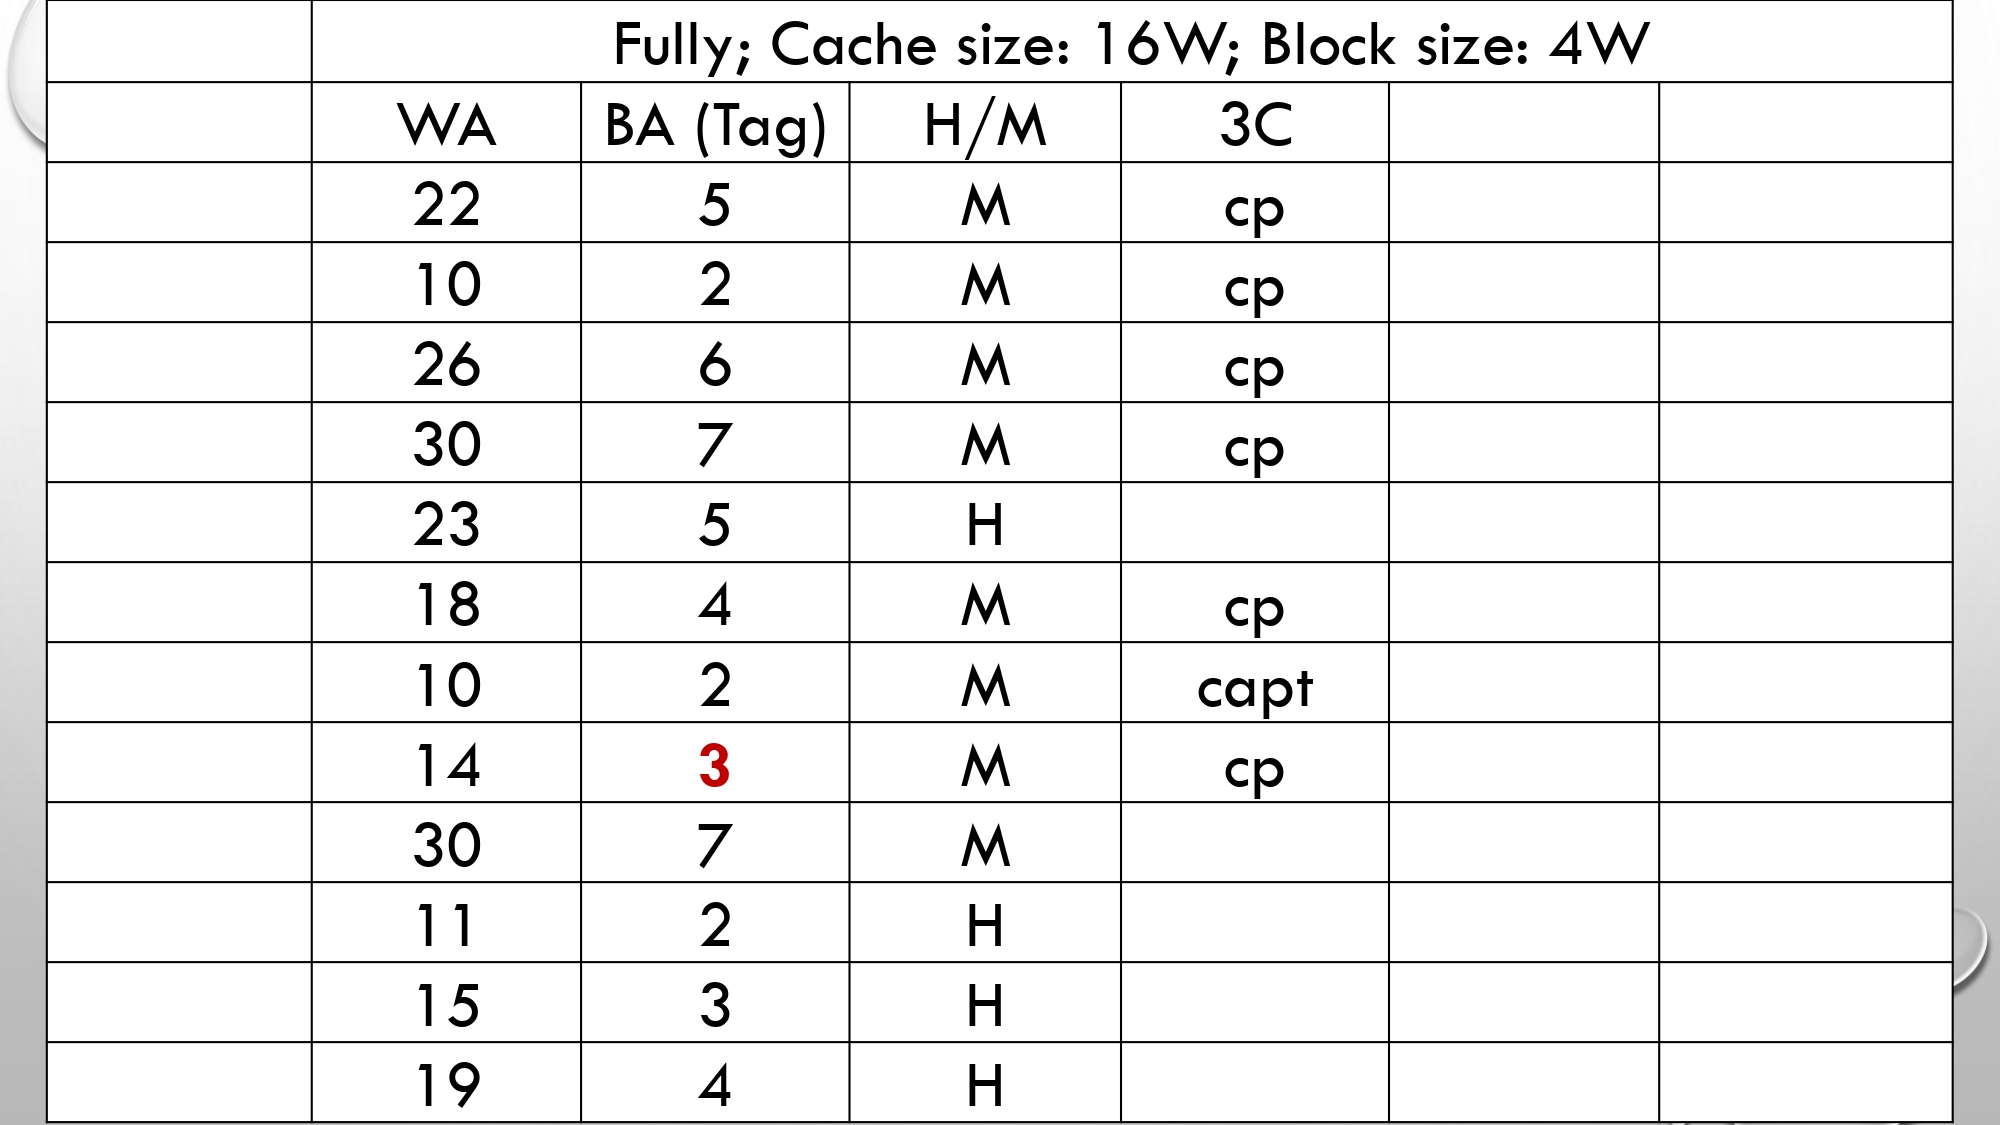 Fully; Cache size: 16W; Block size: 4W
WA BA (Tag) H/M 3C
22 5 M cp
10 2 M cp
26 6 M cp
30 7 M cp
23 5 H
18 4 M cp
10 2 M capt
14 3 M cp
30 7 M
11 2 H
15 3 H
19 4 H